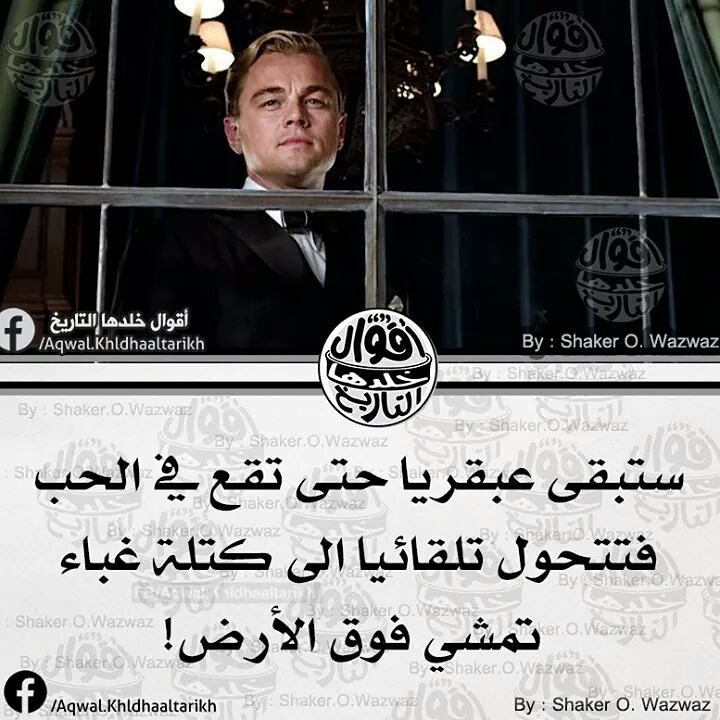 أقوال خلدها التاريخ
/Aqwal.Khldhaaltarikh
By : Shaker O. Wazwaz
أقوال
خلدها
التاريخ
ستبقى عبقريا حتى تقع في الحب
فتتحول تلقائيا الى كتلة غباء
تمشي فوق الأرض!
/Aqwal.Khldhaaltarikh
By : Shaker O. Wazwaz